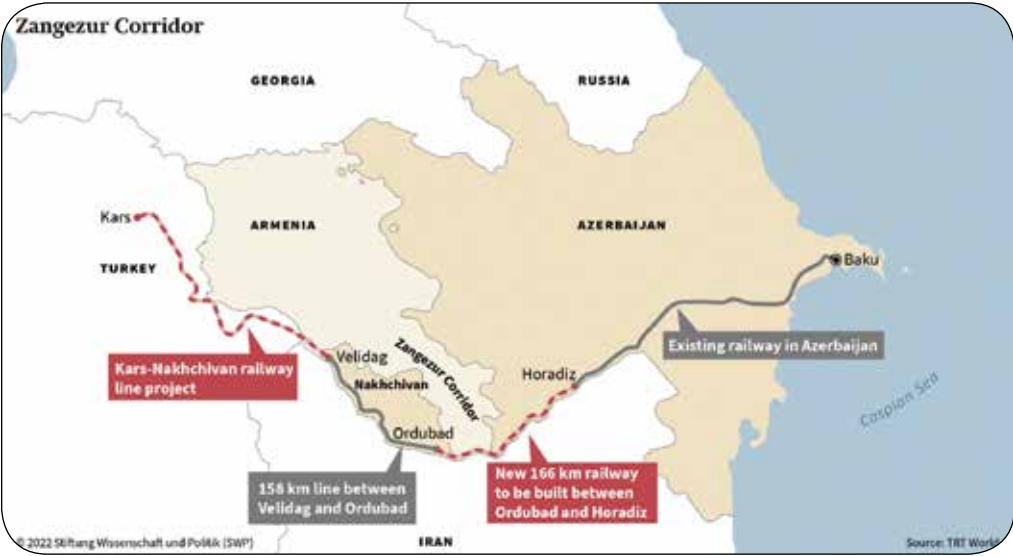 Zangezur Corridor
GEORGIA
RUSSIA
Kars
ARMENIA
AZERBAIJAN
TURKEY
Baku
Existing railway in Azerbaijan
Velidag
Zangezur Corridor
Kars-Nakhchivan railway
line project
Nakhchivan
Horadiz
Caspian Sea
Ordubad
158 km line between
Velidag and Ordubad
New 166 km railway
to be built between
Ordubad and Horadiz
© 2022 Stiftung Wissenschaft und Politik (SWP)
IRAN
Source: TRT World